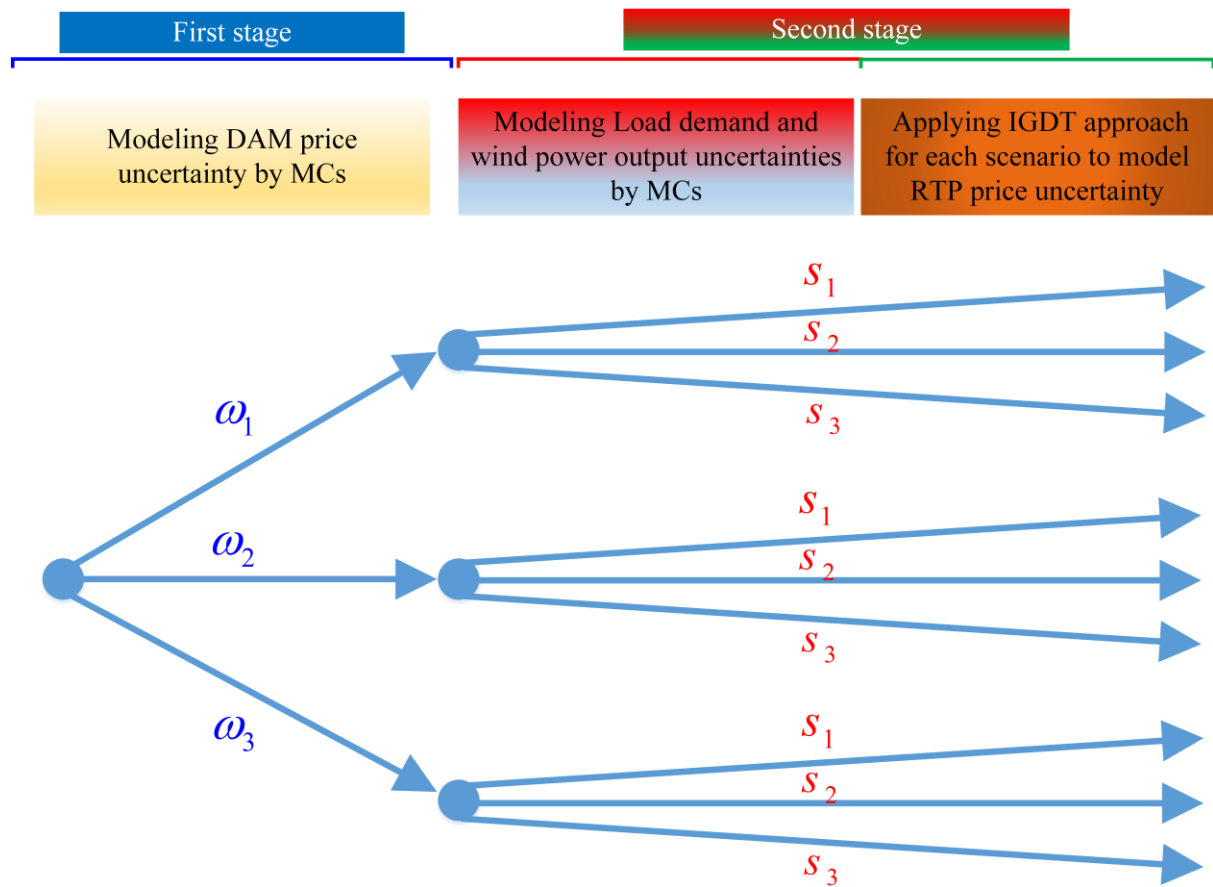 First stage
Second stage
Modeling DAM price
uncertainty by MCs
Modeling Load demand and
wind power output uncertainties
by MCs
Applying IGDT approach
for each scenario to model
RTP price uncertainty
ω₁
ω₂
ω₃
s₁
s₂
s₃
s₁
s₂
s₃
s₁
s₂
s₃